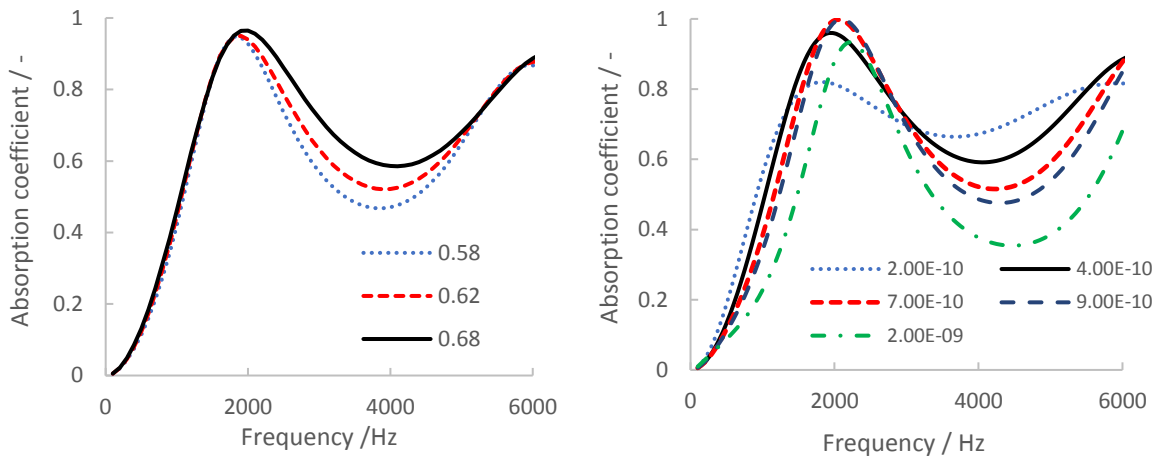 Absorption coefficient / -
1
0.8
0.6
0.4
0.2
0
0.58
0.62
0.68
0 2000 4000 6000
Frequency /Hz
Absorption coefficient / -
1
0.8
0.6
0.4
0.2
0
2.00E-10 4.00E-10
7.00E-10 9.00E-10
2.00E-09
0 2000 4000 6000
Frequency / Hz